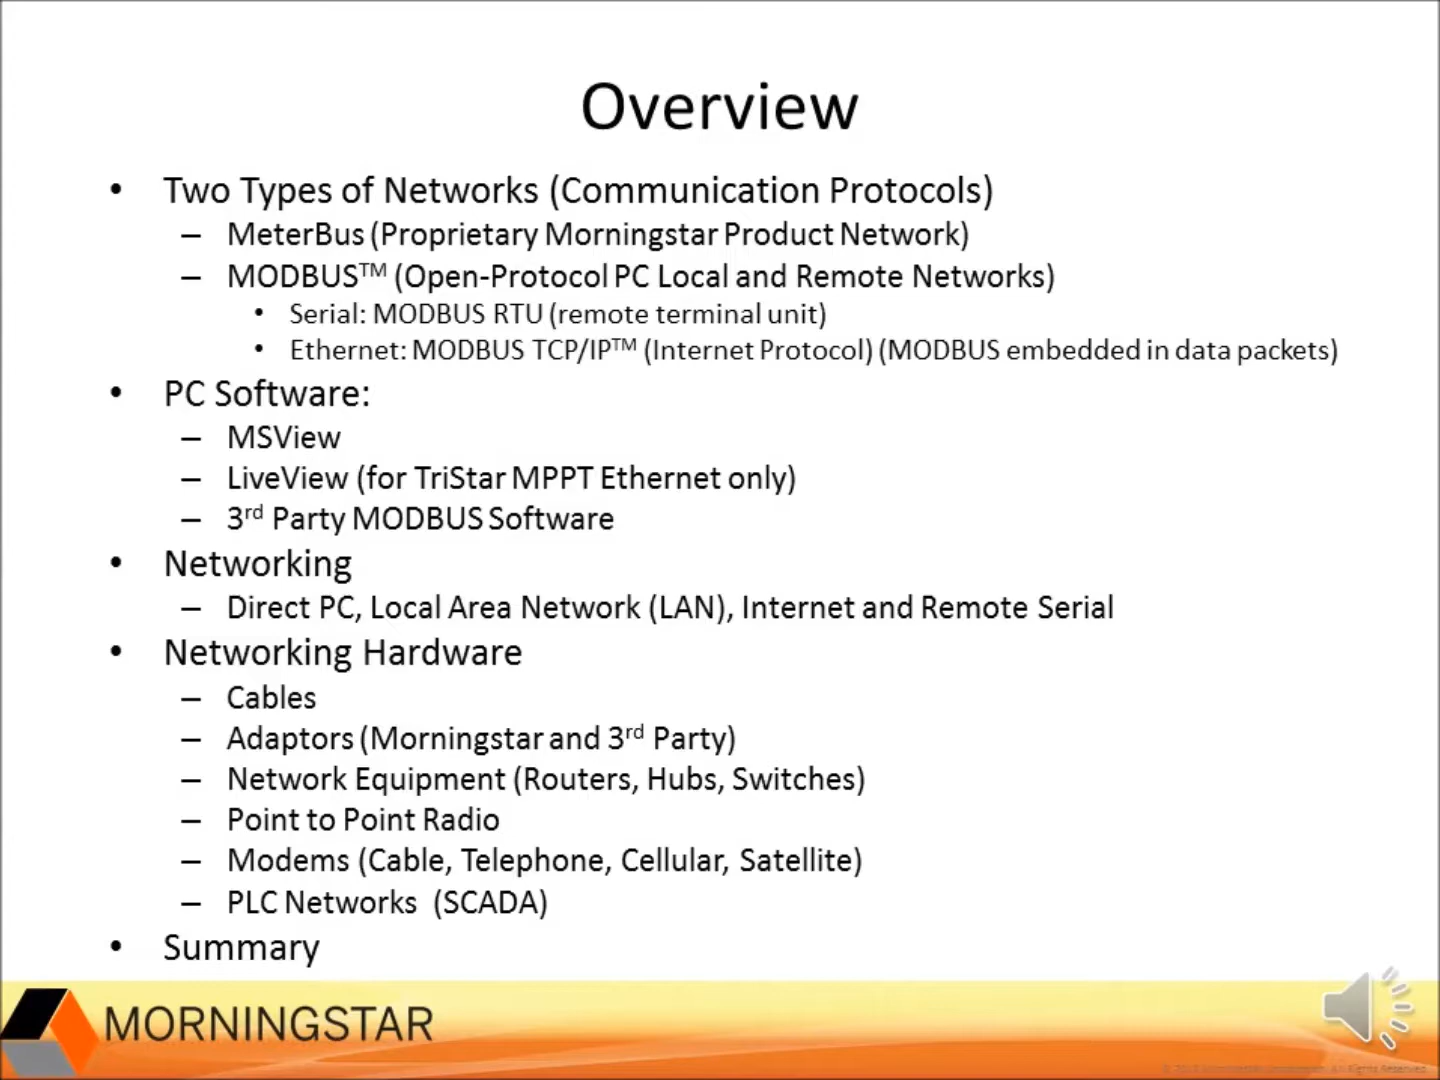 Overview
• Two Types of Networks (Communication Protocols)
– MeterBus (Proprietary Morningstar Product Network)
– MODBUS™ (Open-Protocol PC Local and Remote Networks)
• Serial: MODBUS RTU (remote terminal unit)
• Ethernet: MODBUS TCP/IP™ (Internet Protocol) (MODBUS embedded in data packets)
• PC Software:
– MSView
– LiveView (for TriStar MPPT Ethernet only)
– 3rd Party MODBUS Software
• Networking
– Direct PC, Local Area Network (LAN), Internet and Remote Serial
• Networking Hardware
– Cables
– Adaptors (Morningstar and 3rd Party)
– Network Equipment (Routers, Hubs, Switches)
– Point to Point Radio
– Modems (Cable, Telephone, Cellular, Satellite)
– PLC Networks (SCADA)
• Summary
MORNINGSTAR